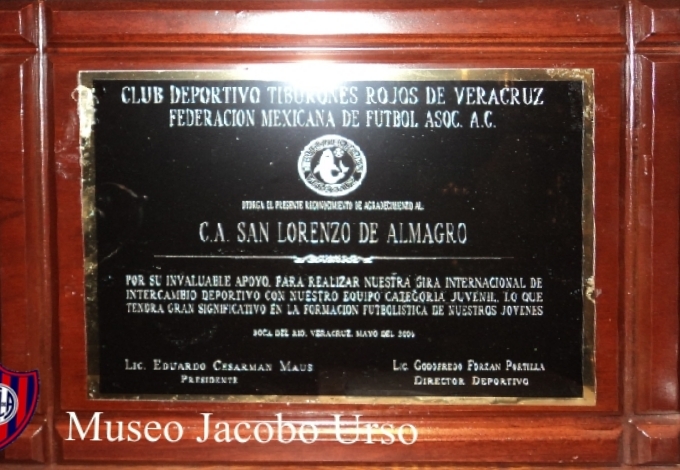 CLUB DEPORTIVO TIBURONES ROJOS DE VERACRUZ
FEDERACION MEXICANA DE FUTBOL ASOC. A.C.
OTORGA EL PRESENTE RECONOCIMIENTO DE AGRADECIMIENTO AL
C.A. SAN LORENZO DE ALMAGRO
POR SU INVALUABLE APOYO, PARA REALIZAR NUESTRA GIRA INTERNACIONAL DE
INTERCAMBIO DEPORTIVO CON NUESTRO EQUIPO CATEGORIA JUVENIL, LO QUE
TENDRA GRAN SIGNIFICATIVO EN LA FORMACION FUTBOLISTICA DE NUESTROS JOVENES
BOCA DEL RIO, VERACRUZ, MAYO DEL
LIC. EDUARDO CESARMAN MAUS
PRESIDENTE
LIC. GODOFREDO FORZAN PORTILLA
DIRECTOR DEPORTIVO
Museo Jacobo Urso